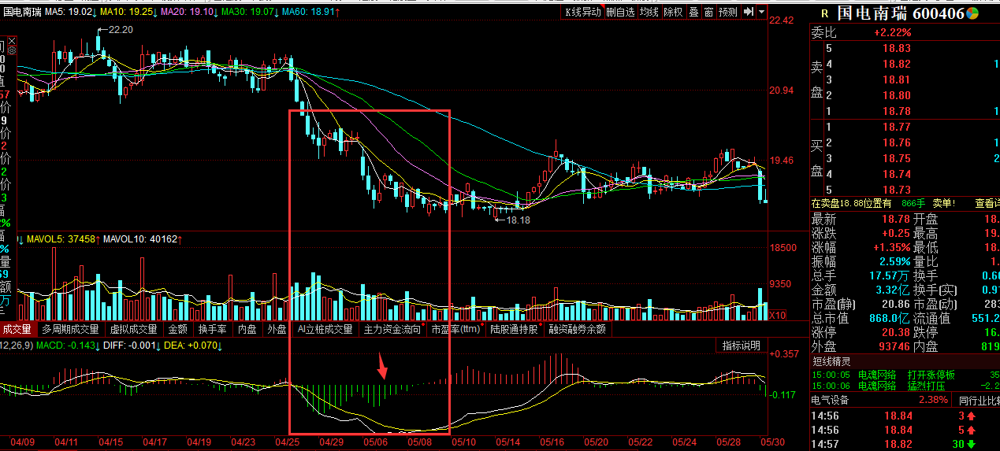 国电南瑞 MA5: 19.02↓ MA10: 19.25↓ MA20: 19.10↓ MA30: 19.07↓ MA60: 18.91↑
K线异动 删自选 均线 除权 叠 窗 预测
22.42
20.94
19.46
←22.20
←18.18
MAVOL5: 37458↑ MAVOL10: 40162↑
18500
9350
X10
成交量 多周期成交量 虚拟成交量 金额 换手率 内盘 外盘 AI立桩成交量 主力资金流向 市盈率(ttm) 陆股通持股 融资融券余额
12,26,9) MACD: -0.143↓ DIFF: -0.001↓ DEA: +0.070↓
指标说明
+0.357
-0.117
04/09 04/11 04/15 04/17 04/19 04/23 04/25 04/29 05/06 05/08 05/10 05/14 05/16 05/20 05/22 05/24 05/28 05/30
R 国电南瑞 600406
委比 +2.22%
卖盘
5 18.83
4 18.82
3 18.81
2 18.80
1 18.78
买盘
1 18.77
2 18.76
3 18.75
4 18.74
5 18.73
在卖盘18.88位置有 866手 卖单! 查看详
最新 18.78 开盘 18.
涨跌 +0.25 最高 19.
涨幅 +1.35% 最低 18.
振幅 2.59% 量比 1.
总手 17.57万 换手 0.6
金额 3.32亿 换手(实) 0.9
市盈(静) 20.86 市盈(动) 283
总市值 868.0亿 流通值 551.2
涨停 20.38 跌停 16.
外盘 93746 内盘 819
短线精灵
15:00:05 电魂网络 打开涨停板 35
15:00:06 电魂网络 猛烈打压 -2.2
电气设备 2.38% 同行业比较
14:56 18.84 3↑
14:56 18.84 5↑
14:57 18.82 30↓